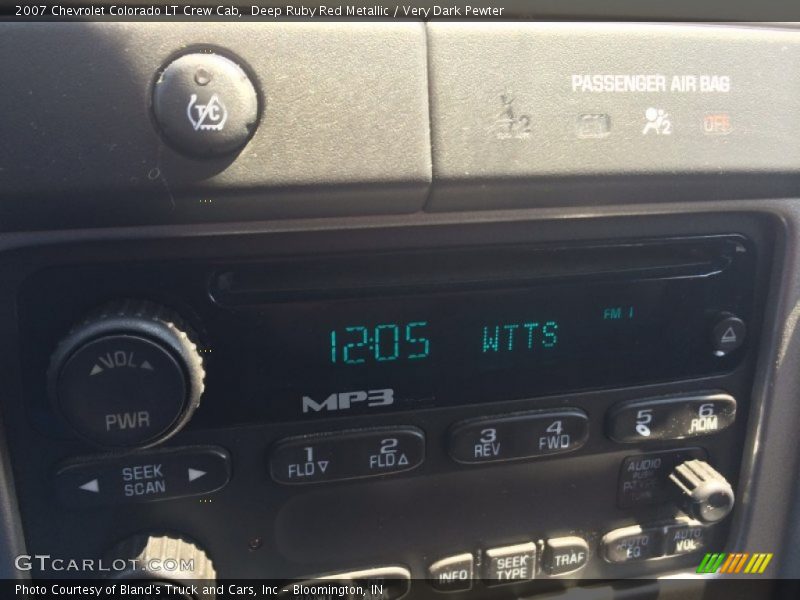 2007 Chevrolet Colorado LT Crew Cab,  Deep Ruby Red Metallic / Very Dark Pewter
PASSENGER AIR BAG
TC
2
2
OFF
FM 1
12:05 WTTS
VOL
PWR
MP3
1 FLD
2 FLD
3 REV
4 FWD
5
6 RDM
SEEK
SCAN
AUDIO
AUTO EQ
AUTO VOL
INFO
SEEK TYPE
TRAF
GTCARLOT.COM
Photo Courtesy of Bland's Truck and Cars, Inc - Bloomington, IN